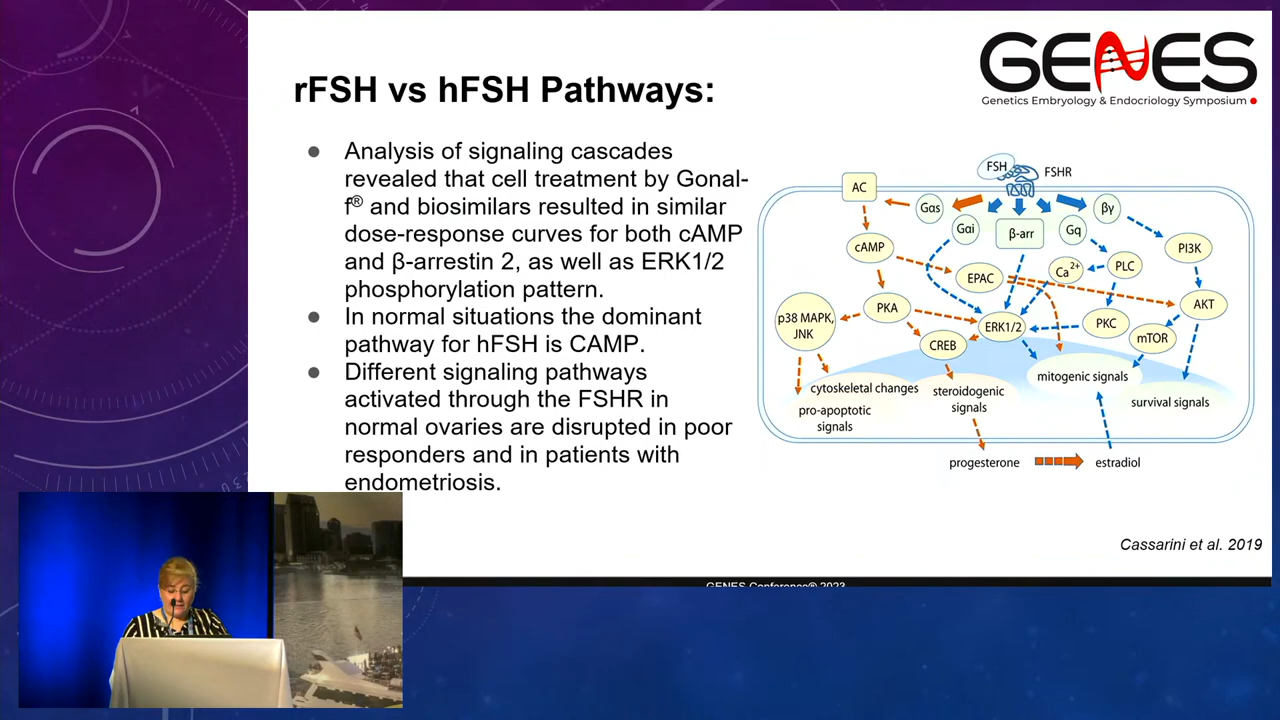 GENES
Genetics Embryology & Endocriology Symposium
rFSH vs hFSH Pathways:
● Analysis of signaling cascades
revealed that cell treatment by Gonal-
f® and biosimilars resulted in similar
dose-response curves for both cAMP
and β-arrestin 2, as well as ERK1/2
phosphorylation pattern.
● In normal situations the dominant
pathway for hFSH is CAMP.
● Different signaling pathways
activated through the FSHR in
normal ovaries are disrupted in poor
responders and in patients with
endometriosis.
FSH
FSHR
AC
Gαs
Gαi
β-arr
Gq
βγ
cAMP
EPAC
Ca2+
PLC
PI3K
p38 MAPK,
JNK
PKA
CREB
ERK1/2
PKC
mTOR
AKT
cytoskeletal changes
pro-apoptotic
signals
steroidogenic
signals
mitogenic signals
survival signals
progesterone
estradiol
Cassarini et al. 2019
GENES Conference® 2023